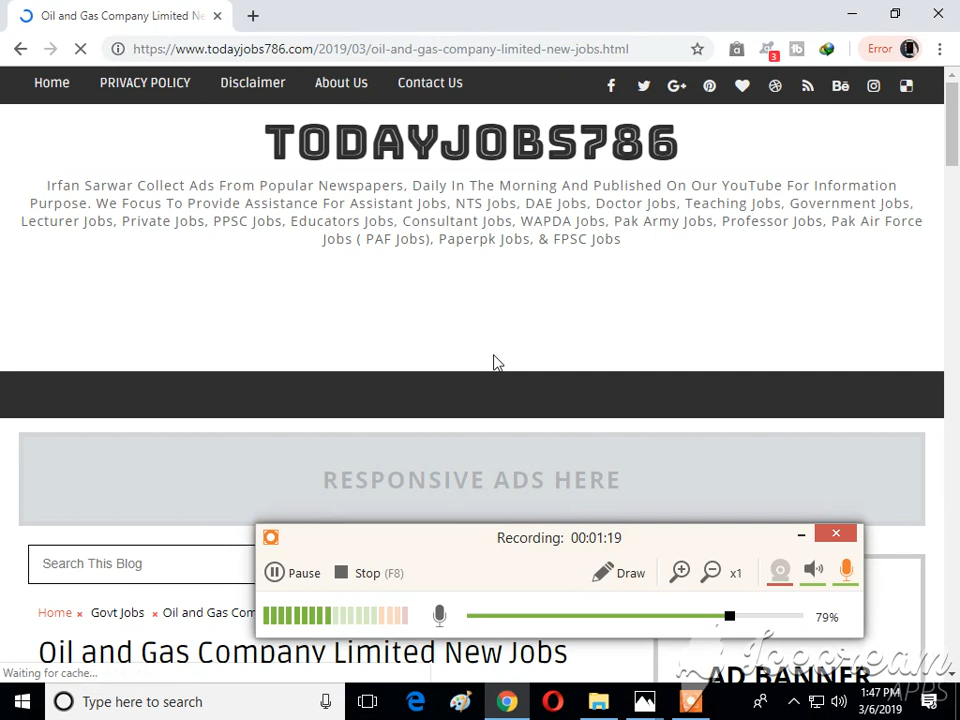 Oil and Gas Company Limited Ne
https://www.todayjobs786.com/2019/03/oil-and-gas-company-limited-new-jobs.html
3
Error
Home PRIVACY POLICY Disclaimer About Us Contact Us
TODAYJOBS786
Irfan Sarwar Collect Ads From Popular Newspapers, Daily In The Morning And Published On Our YouTube For Information
Purpose. We Focus To Provide Assistance For Assistant Jobs, NTS Jobs, DAE Jobs, Doctor Jobs, Teaching Jobs, Government Jobs,
Lecturer Jobs, Private Jobs, PPSC Jobs, Educators Jobs, Consultant Jobs, WAPDA Jobs, Pak Army Jobs, Professor Jobs, Pak Air Force
Jobs ( PAF Jobs), Paperpk Jobs, & FPSC Jobs
RESPONSIVE ADS HERE
Recording: 00:01:19
Search This Blog
Pause Stop (F8) Draw x1
Home × Govt Jobs × Oil and Gas Com
79%
Oil and Gas Company Limited New Jobs
AD BANNER
Icecream
APPS
Waiting for cache...
Type here to search
1:47 PM
3/6/2019